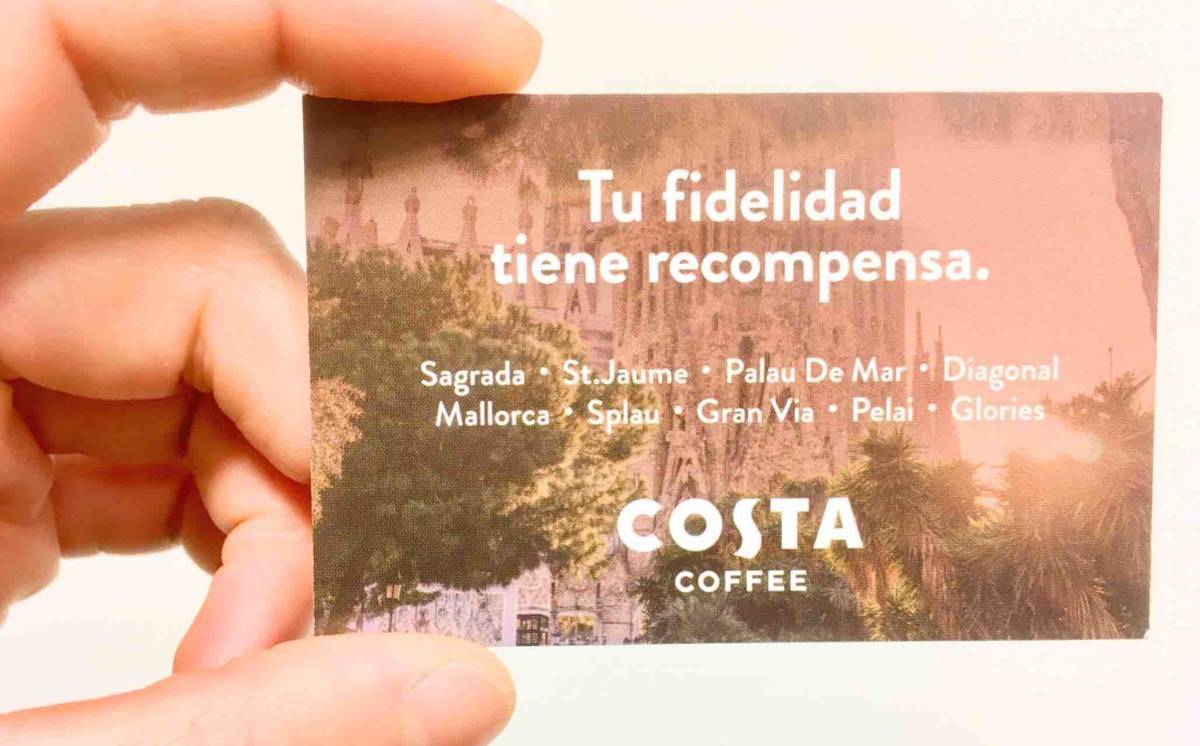 Tu fidelidad
tiene recompensa.
Sagrada • St.Jaume • Palau De Mar • Diagonal
Mallorca • Splau • Gran Via • Pelai • Glories
COSTA
COFFEE